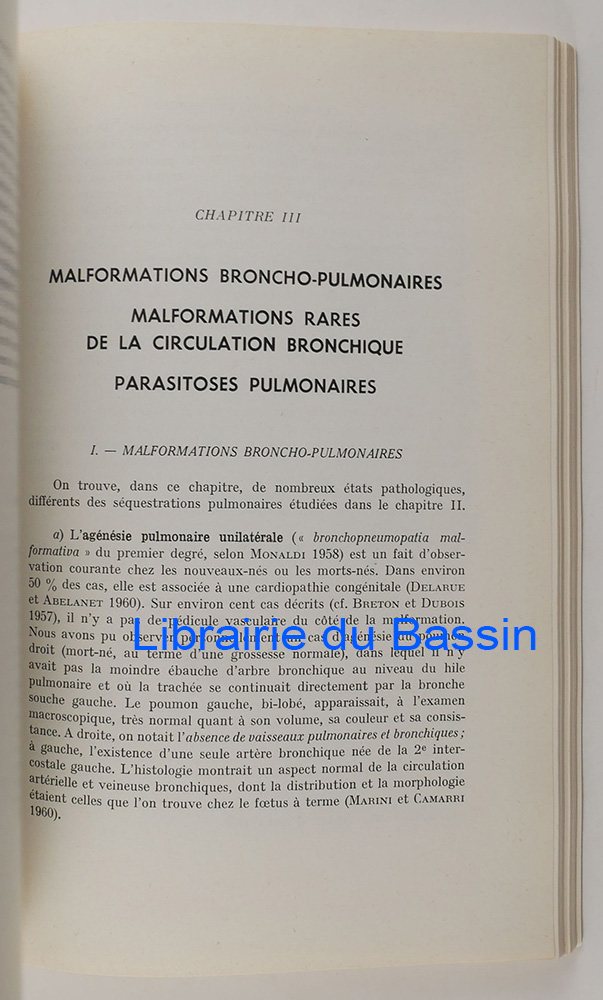 CHAPITRE III
MALFORMATIONS BRONCHO-PULMONAIRES
MALFORMATIONS RARES
DE LA CIRCULATION BRONCHIQUE
PARASITOSES PULMONAIRES
I. — MALFORMATIONS BRONCHO-PULMONAIRES
On trouve, dans ce chapitre, de nombreux états pathologiques,
différents des séquestrations pulmonaires étudiées dans le chapitre II.
a) L'agénésie pulmonaire unilatérale (« bronchopneumopatia mal-
formativa » du premier degré, selon MONALDI 1958) est un fait d'obser-
vation courante chez les nouveaux-nés ou les morts-nés. Dans environ
50 % des cas, elle est associée à une cardiopathie congénitale (DELARUE
et ABELANET 1960). Sur environ cent cas décrits (cf. BRETON et DUBOIS
1957), il n'y a pas de pédicule vasculaire du côté de la malformation.
Nous avons pu observer personnellement un cas d'agénésie du poumon
droit (mort-né, au terme d'une grossesse normale), dans lequel il n'y
avait pas la moindre ébauche d'arbre bronchique au niveau du hile
pulmonaire et où la trachée se continuait directement par la bronche
souche gauche. Le poumon gauche, bi-lobé, apparaissait, à l'examen
macroscopique, très normal quant à son volume, sa couleur et sa consis-
tance. A droite, on notait l'absence de vaisseaux pulmonaires et bronchiques ;
à gauche, l'existence d'une seule artère bronchique née de la 2e inter-
costale gauche. L'histologie montrait un aspect normal de la circulation
artérielle et veineuse bronchiques, dont la distribution et la morphologie
étaient celles que l'on trouve chez le fœtus à terme (MARINI et CAMARRI
1960).
Librairie du Bassin